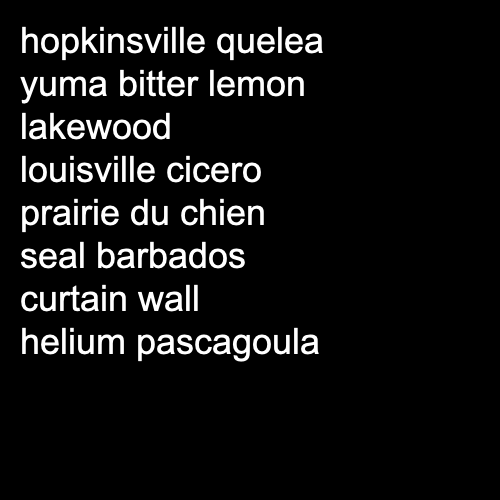 hopkinsville quelea
yuma bitter lemon
lakewood
louisville cicero
prairie du chien
seal barbados
curtain wall
helium pascagoula